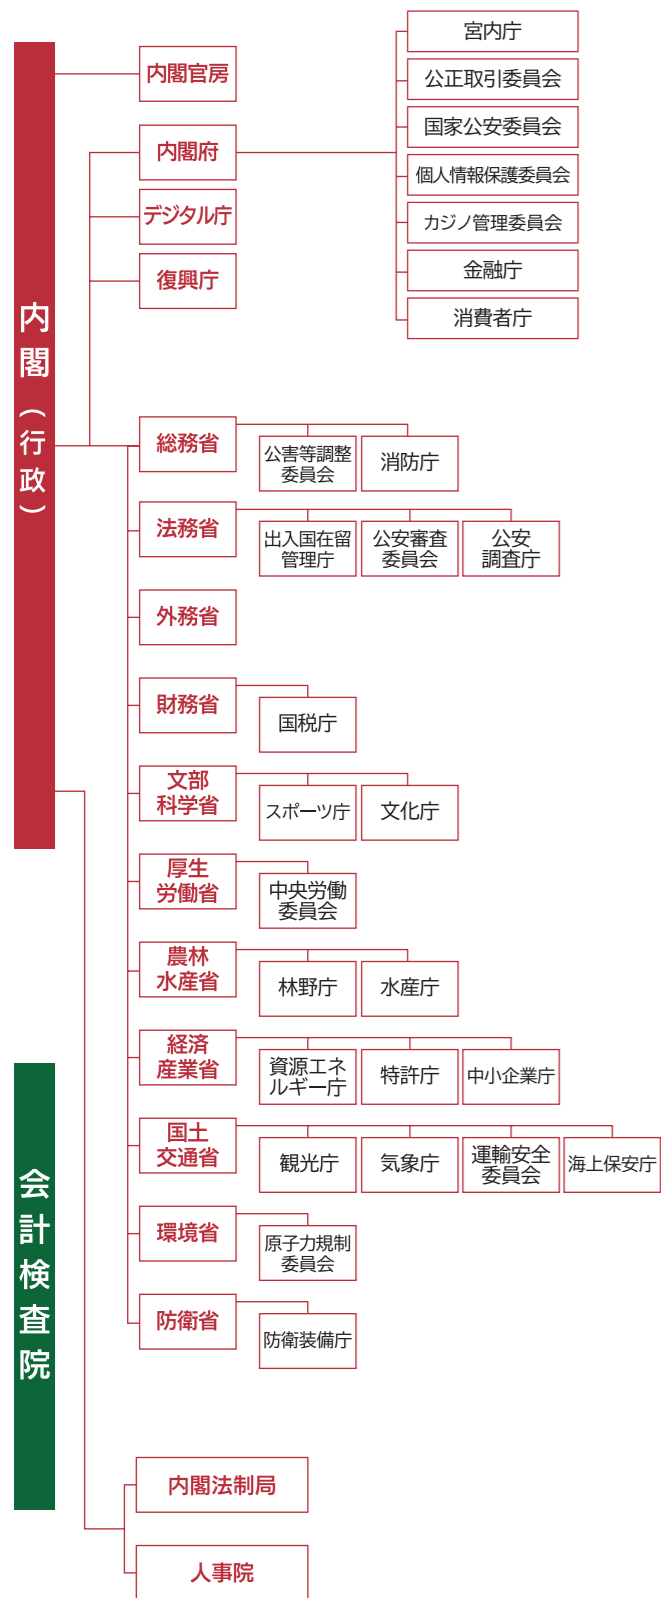 内閣（行政）
内閣官房
内閣府
宮内庁
公正取引委員会
国家公安委員会
個人情報保護委員会
カジノ管理委員会
金融庁
消費者庁
デジタル庁
復興庁
総務省
公害等調整
委員会
消防庁
法務省
出入国在留
管理庁
公安審査
委員会
公安
調査庁
外務省
財務省
国税庁
文部
科学省
スポーツ庁
文化庁
厚生
労働省
中央労働
委員会
農林
水産省
林野庁
水産庁
経済
産業省
資源エネ
ルギー庁
特許庁
中小企業庁
国土
交通省
観光庁
気象庁
運輸安全
委員会
海上保安庁
環境省
原子力規制
委員会
防衛省
防衛装備庁
内閣法制局
人事院
会計検査院